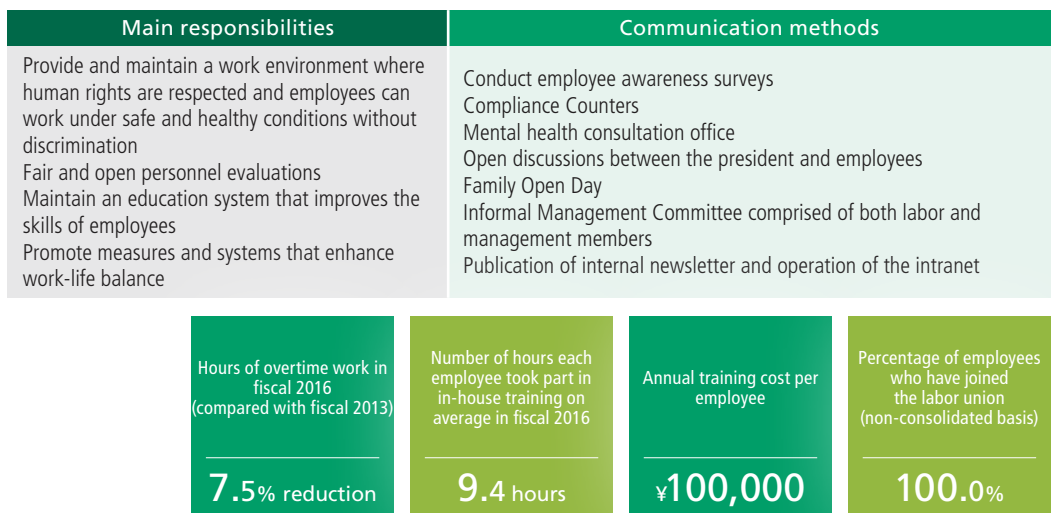 Main responsibilities
Communication methods
Provide and maintain a work environment where
human rights are respected and employees can
work under safe and healthy conditions without
discrimination
Fair and open personnel evaluations
Maintain an education system that improves the
skills of employees
Promote measures and systems that enhance
work-life balance
Conduct employee awareness surveys
Compliance Counters
Mental health consultation office
Open discussions between the president and employees
Family Open Day
Informal Management Committee comprised of both labor and
management members
Publication of internal newsletter and operation of the intranet
Hours of overtime work in
fiscal 2016
(compared with fiscal 2013)
7.5% reduction
Number of hours each
employee took part in
in-house training on
average in fiscal 2016
9.4 hours
Annual training cost per
employee
¥100,000
Percentage of employees
who have joined
the labor union
(non-consolidated basis)
100.0%